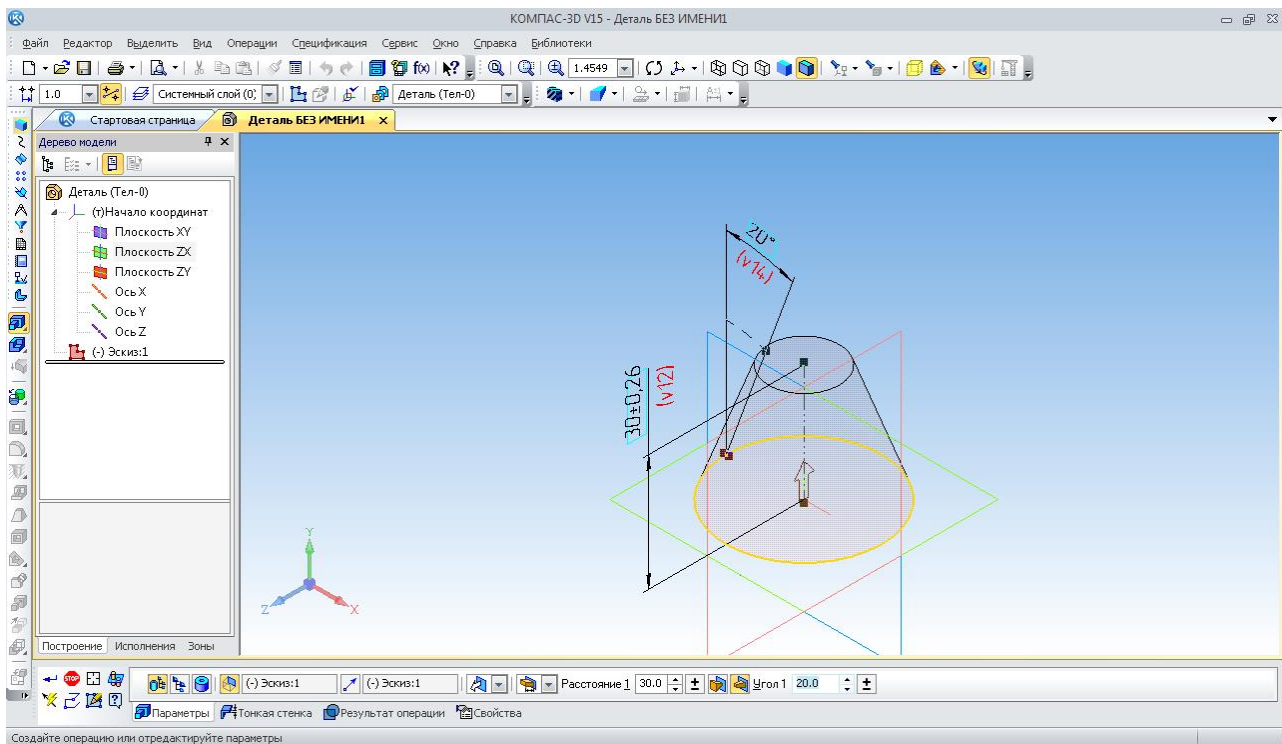 КОМПАС-3D V15 - Деталь БЕЗ ИМЕНИ1
Файл Редактор Выделить Вид Операции Спецификация Сервис Окно Справка Библиотеки
f(x) 1.4549
1.0 Системный слой (0) Деталь (Тел-0)
Стартовая страница Деталь БЕЗ ИМЕНИ1
Дерево модели
Деталь (Тел-0)
(т)Начало координат
Плоскость XY
Плоскость ZX
Плоскость ZY
Ось X
Ось Y
Ось Z
(-) Эскиз:1
20°
(v14)
30±0,26
(v12)
Y
Z
X
Построение Исполнения Зоны
STOP
(-) Эскиз:1 (-) Эскиз:1 Расстояние 1 30.0 Угол 1 20.0
Параметры Тонкая стенка Результат операции Свойства
Создайте операцию или отредактируйте параметры